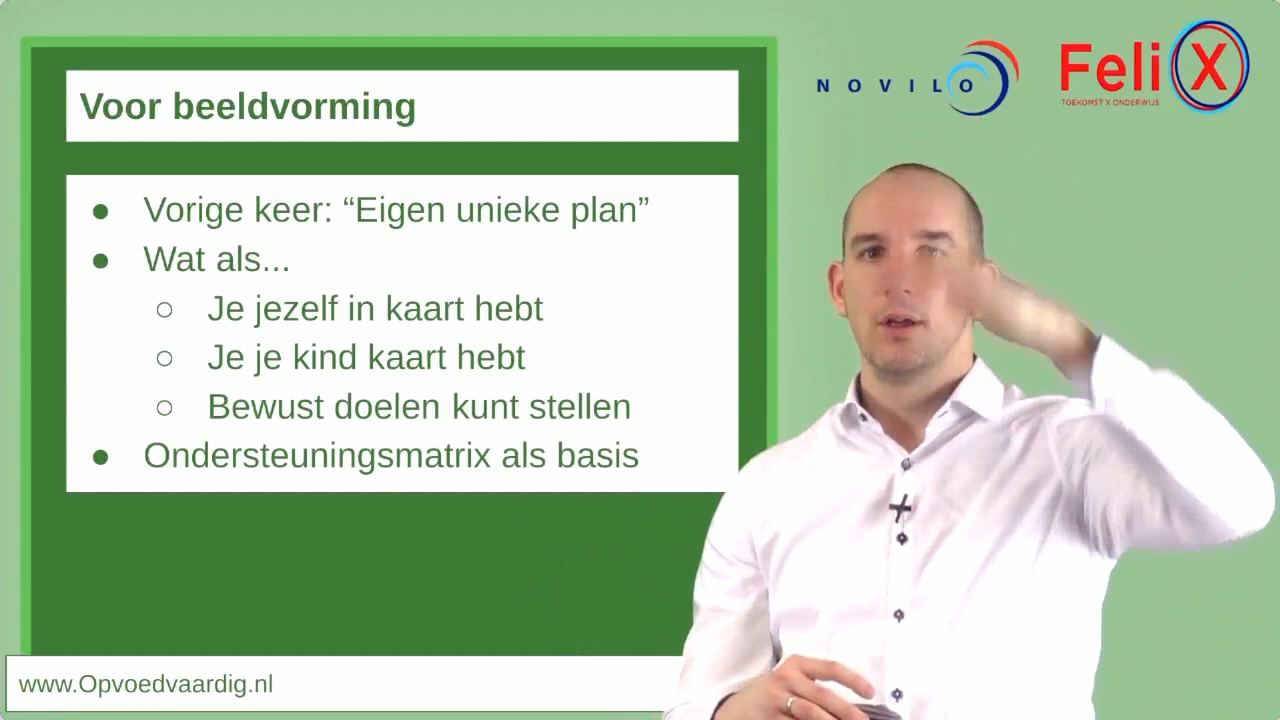 NOVILO
FeliX
TOEKOMST X ONDERWIJS
Voor beeldvorming
● Vorige keer: “Eigen unieke plan”
● Wat als...
○ Je jezelf in kaart hebt
○ Je je kind kaart hebt
○ Bewust doelen kunt stellen
● Ondersteuningsmatrix als basis
www.Opvoedvaardig.nl